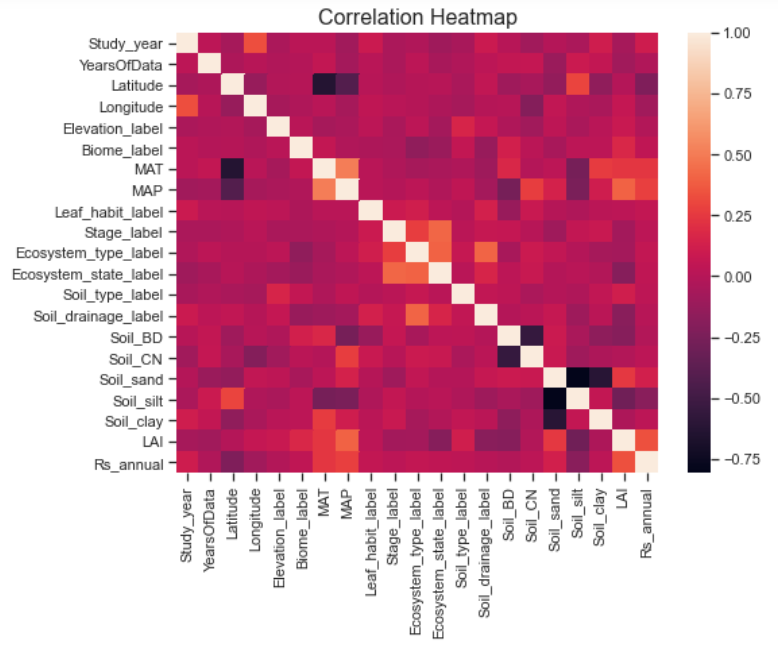 Correlation Heatmap
Study_year
YearsOfData
Latitude
Longitude
Elevation_label
Biome_label
MAT
MAP
Leaf_habit_label
Stage_label
Ecosystem_type_label
Ecosystem_state_label
Soil_type_label
Soil_drainage_label
Soil_BD
Soil_CN
Soil_sand
Soil_silt
Soil_clay
LAI
Rs_annual
Study_year
YearsOfData
Latitude
Longitude
Elevation_label
Biome_label
MAT
MAP
Leaf_habit_label
Stage_label
Ecosystem_type_label
Ecosystem_state_label
Soil_type_label
Soil_drainage_label
Soil_BD
Soil_CN
Soil_sand
Soil_silt
Soil_clay
LAI
Rs_annual
1.00
0.75
0.50
0.25
0.00
−0.25
−0.50
−0.75